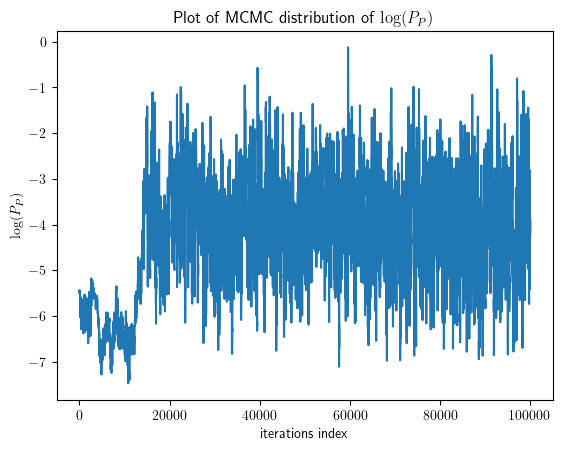 Plot of MCMC distribution of log(P_P)
0
−1
−2
−3
−4
−5
−6
−7
log(P_P)
0 20000 40000 60000 80000 100000
iterations index